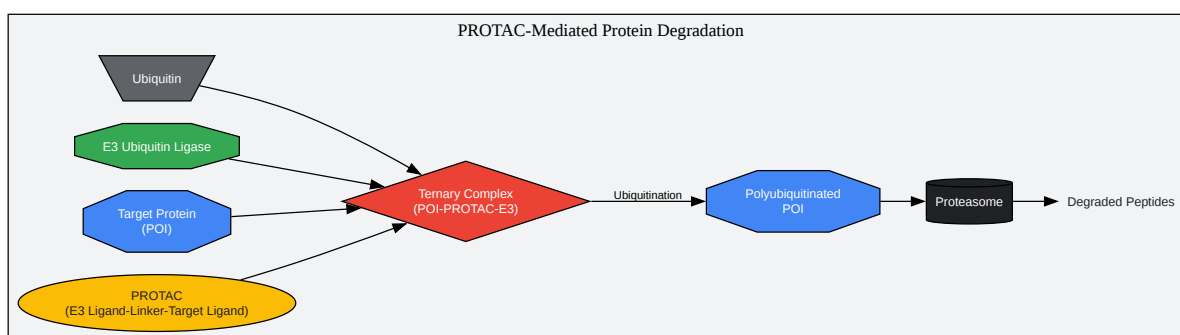 PROTAC-Mediated Protein Degradation
Ubiquitin
E3 Ubiquitin Ligase
Target Protein
(POI)
PROTAC
(E3 Ligand-Linker-Target Ligand)
Ternary Complex
(POI-PROTAC-E3)
Ubiquitination
Polyubiquitinated
POI
Proteasome
Degraded Peptides